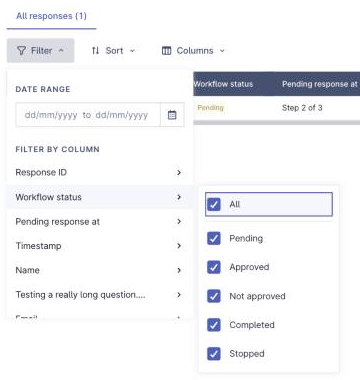 All responses (1)
Filter Sort Columns
DATE RANGE
dd/mm/yyyy to dd/mm/yyyy
FILTER BY COLUMN
Response ID
Workflow status
Pending response at
Timestamp
Name
Testing a really long question....
Email
Workflow status Pending response at
Pending Step 2 of 3
All
Pending
Approved
Not approved
Completed
Stopped